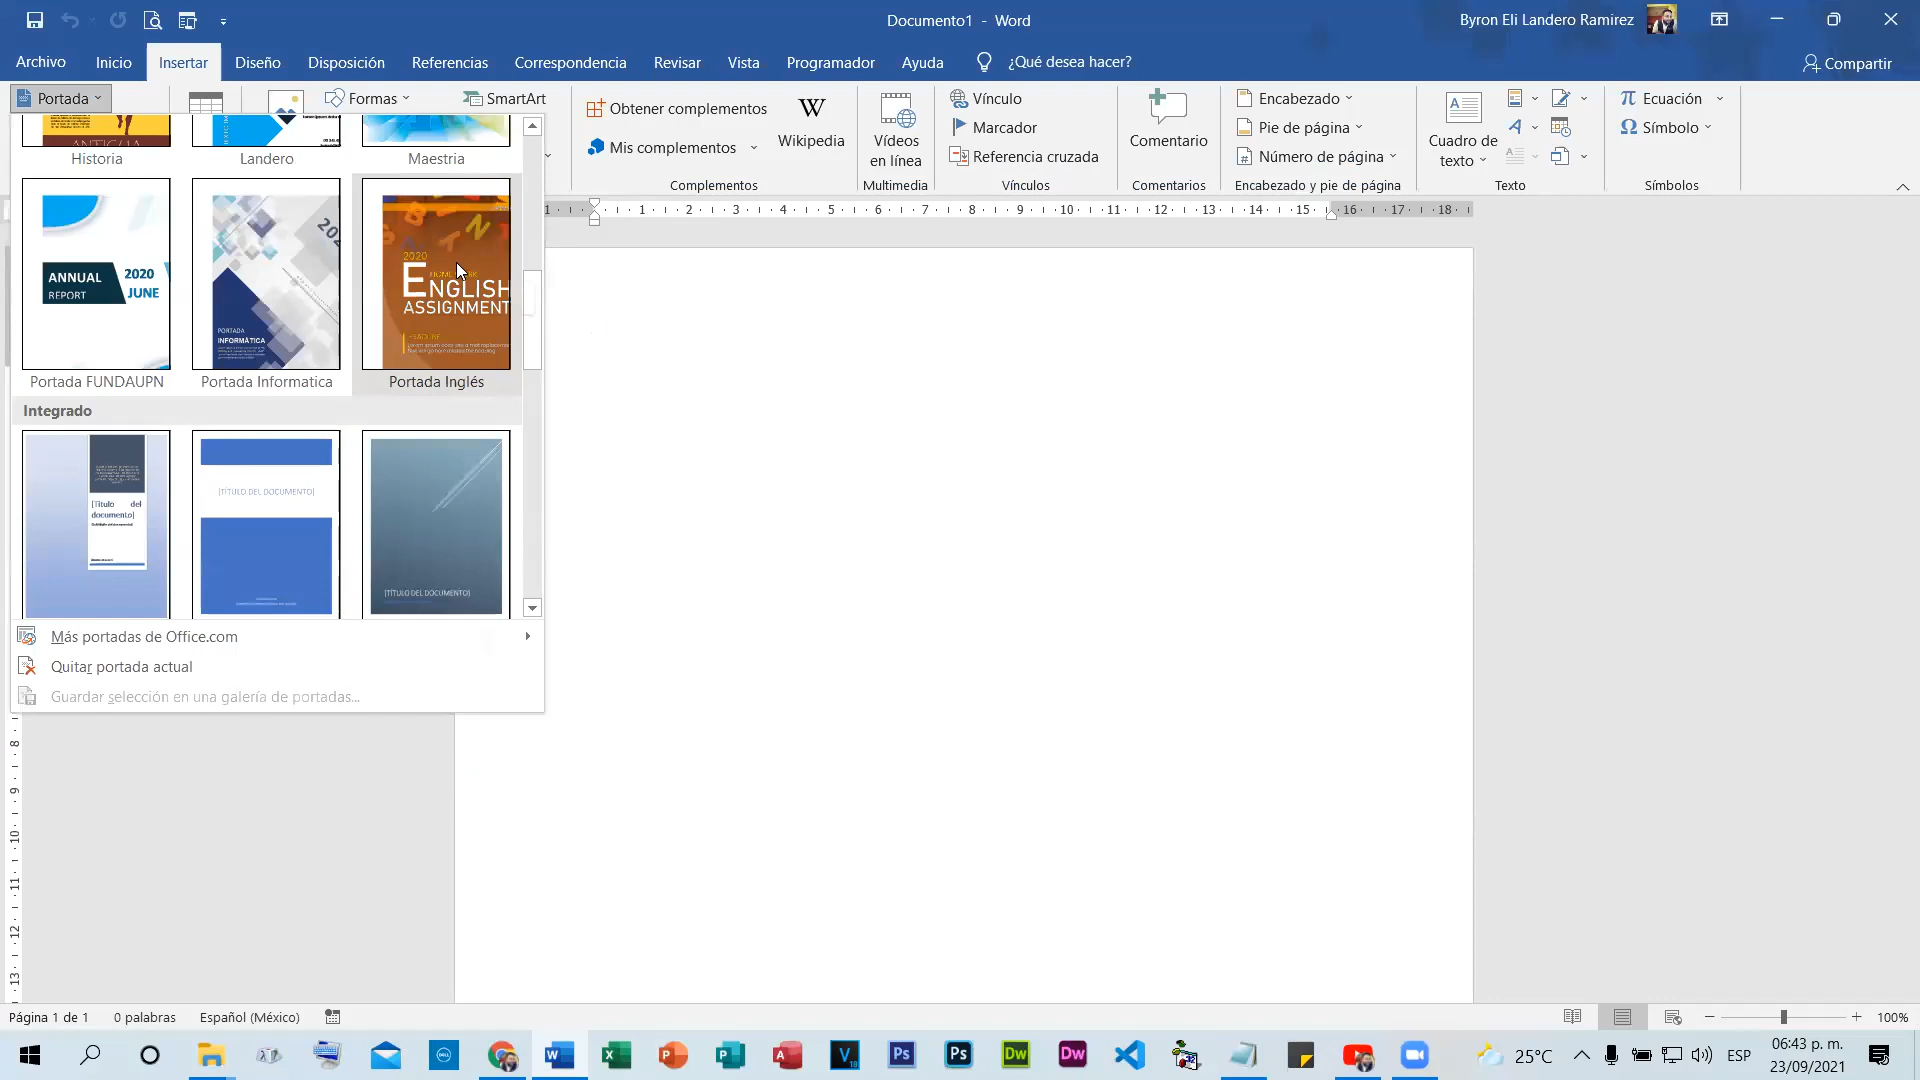 Documento1 - Word
Byron Eli Landero Ramirez
Archivo Inicio Insertar Diseño Disposición Referencias Correspondencia Revisar Vista Programador Ayuda ¿Qué desea hacer? Compartir
Portada Formas SmartArt
Obtener complementos
Mis complementos
Complementos
Wikipedia
Vídeos
en línea
Multimedia
Vínculo
Marcador
Referencia cruzada
Vínculos
Comentario
Comentarios
Encabezado
Pie de página
Número de página
Encabezado y pie de página
Cuadro de
texto
Texto
Ecuación
Símbolo
Símbolos
1 1 2 3 4 5 6 7 8 9 10 11 12 13 14 15 16 17 18
Historia Landero Maestria
ANNUAL
REPORT
2020
JUNE
PORTADA
INFORMÁTICA
2020
ENGLISH
ASSIGNMENT
Portada FUNDAUPN Portada Informatica Portada Inglés
Integrado
[Título del
documento]
[TÍTULO DEL DOCUMENTO]
[TÍTULO DEL DOCUMENTO]
Más portadas de Office.com
Quitar portada actual
Guardar selección en una galería de portadas...
8
9
10
11
12
13
Página 1 de 1 0 palabras Español (México) 100%
25°C ESP
06:43 p. m.
23/09/2021